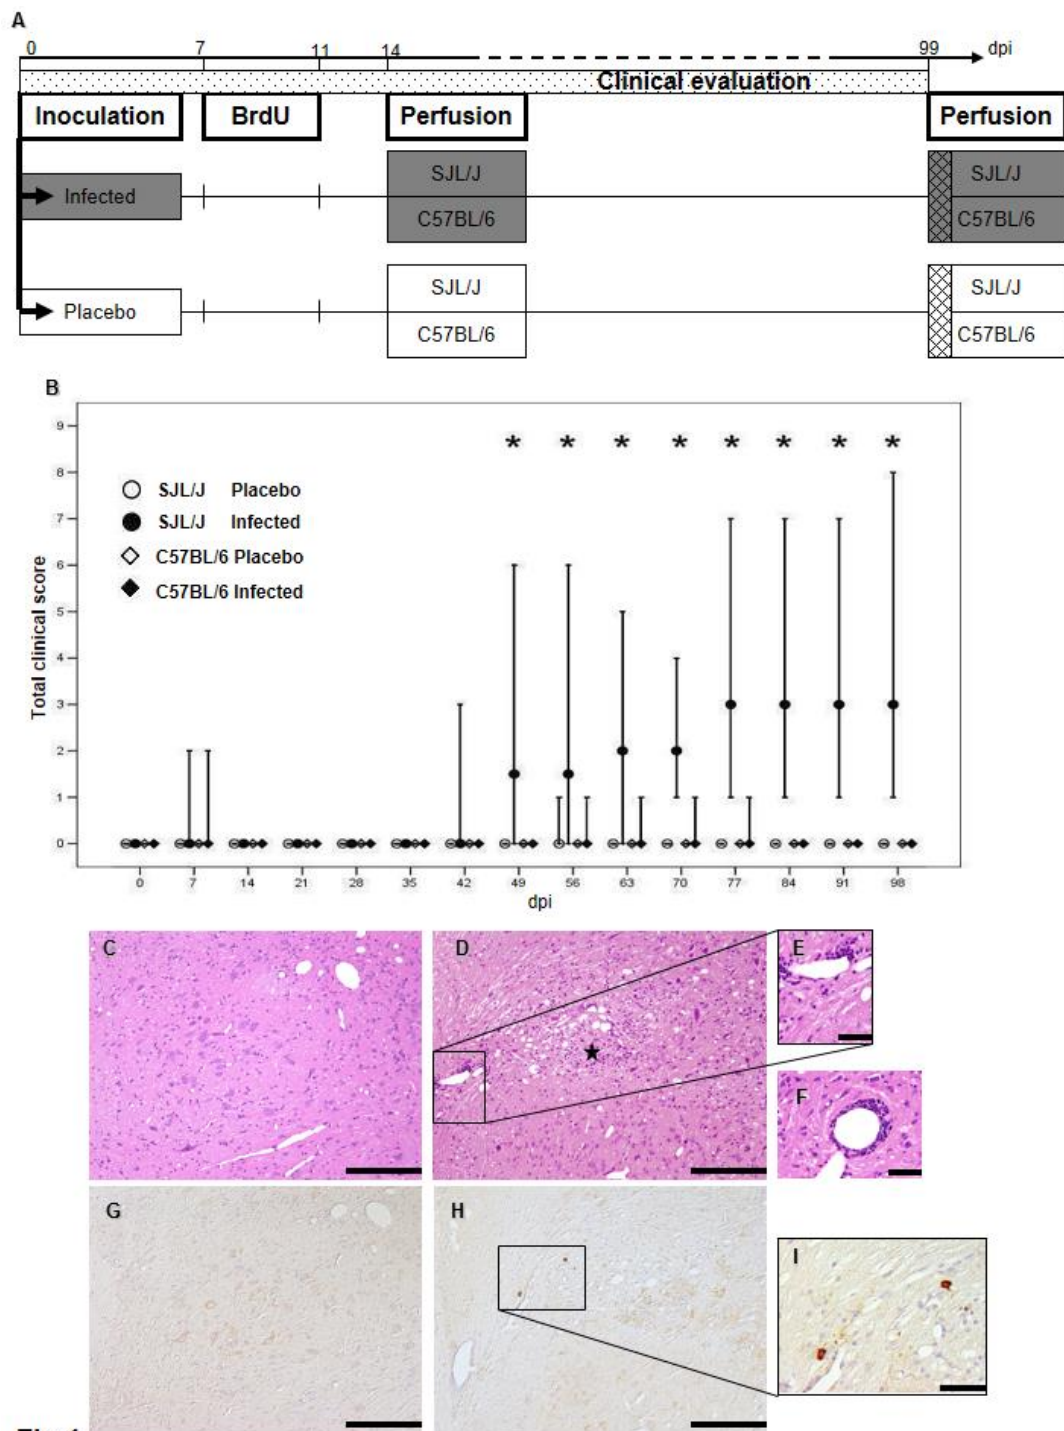 A
0 7 11 14 99 dpi
Clinical evaluation
Inoculation BrdU Perfusion Perfusion
Infected SJL/J SJL/J
C57BL/6 C57BL/6
Placebo SJL/J SJL/J
C57BL/6 C57BL/6
B
Total clinical score
9
8
7
6
5
4
3
2
1
0
* * * * * * * *
SJL/J Placebo
SJL/J Infected
C57BL/6 Placebo
C57BL/6 Infected
0 7 14 21 28 35 42 49 56 63 70 77 84 91 98
dpi
C D E
F
G H I